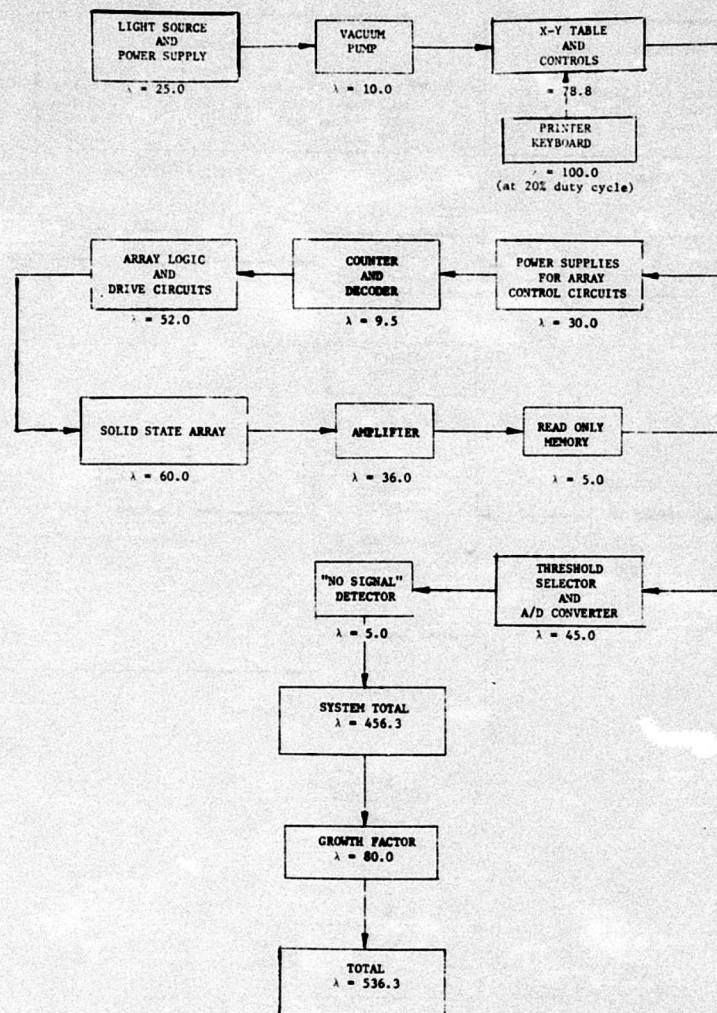 LIGHT SOURCE
AND
POWER SUPPLY
λ = 25.0
VACUUM
PUMP
λ = 10.0
X-Y TABLE
AND
CONTROLS
= 78.8
PRINTER
KEYBOARD
= 100.0
(at 20% duty cycle)
ARRAY LOGIC
AND
DRIVE CIRCUITS
λ = 52.0
COUNTER
AND
DECODER
λ = 9.5
POWER SUPPLIES
FOR ARRAY
CONTROL CIRCUITS
λ = 30.0
SOLID STATE ARRAY
λ = 60.0
AMPLIFIER
λ = 36.0
READ ONLY
MEMORY
λ = 5.0
"NO SIGNAL"
DETECTOR
λ = 5.0
THRESHOLD
SELECTOR
AND
A/D CONVERTER
λ = 45.0
SYSTEM TOTAL
λ = 456.3
GROWTH FACTOR
λ = 80.0
TOTAL
λ = 536.3